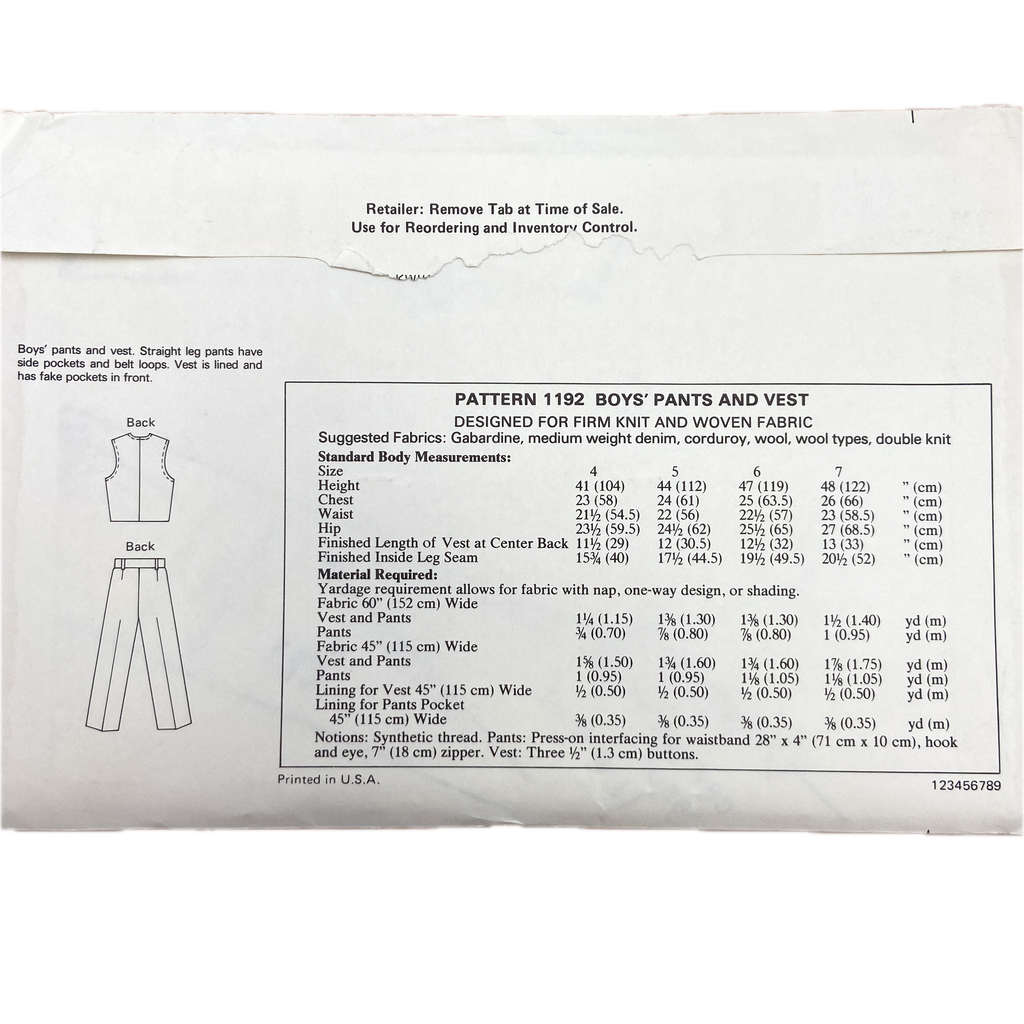 Retailer: Remove Tab at Time of Sale.
Use for Reordering and Inventory Control.
Boys' pants and vest. Straight leg pants have
side pockets and belt loops. Vest is lined and
has fake pockets in front.
Back
Back
PATTERN 1192 BOYS' PANTS AND VEST
DESIGNED FOR FIRM KNIT AND WOVEN FABRIC
Suggested Fabrics: Gabardine, medium weight denim, corduroy, wool, wool types, double knit
Standard Body Measurements:
Size 4 5 6 7
Height 41 (104) 44 (112) 47 (119) 48 (122) ” (cm)
Chest 23 (58) 24 (61) 25 (63.5) 26 (66) ” (cm)
Waist 21½ (54.5) 22 (56) 22½ (57) 23 (58.5) ” (cm)
Hip 23½ (59.5) 24½ (62) 25½ (65) 27 (68.5) ” (cm)
Finished Length of Vest at Center Back 11½ (29) 12 (30.5) 12½ (32) 13 (33) ” (cm)
Finished Inside Leg Seam 15¾ (40) 17½ (44.5) 19½ (49.5) 20½ (52) ” (cm)
Material Required:
Yardage requirement allows for fabric with nap, one-way design, or shading.
Fabric 60” (152 cm) Wide
Vest and Pants 1¼ (1.15) 1⅜ (1.30) 1⅜ (1.30) 1½ (1.40) yd (m)
Pants ¾ (0.70) ⅞ (0.80) ⅞ (0.80) 1 (0.95) yd (m)
Fabric 45” (115 cm) Wide
Vest and Pants 1⅝ (1.50) 1¾ (1.60) 1¾ (1.60) 1⅞ (1.75) yd (m)
Pants 1 (0.95) 1 (0.95) 1⅛ (1.05) 1⅛ (1.05) yd (m)
Lining for Vest 45” (115 cm) Wide ½ (0.50) ½ (0.50) ½ (0.50) ½ (0.50) yd (m)
Lining for Pants Pocket
45” (115 cm) Wide ⅜ (0.35) ⅜ (0.35) ⅜ (0.35) ⅜ (0.35) yd (m)
Notions: Synthetic thread. Pants: Press-on interfacing for waistband 28” x 4” (71 cm x 10 cm), hook
and eye, 7” (18 cm) zipper. Vest: Three ½” (1.3 cm) buttons.
Printed in U.S.A.
123456789